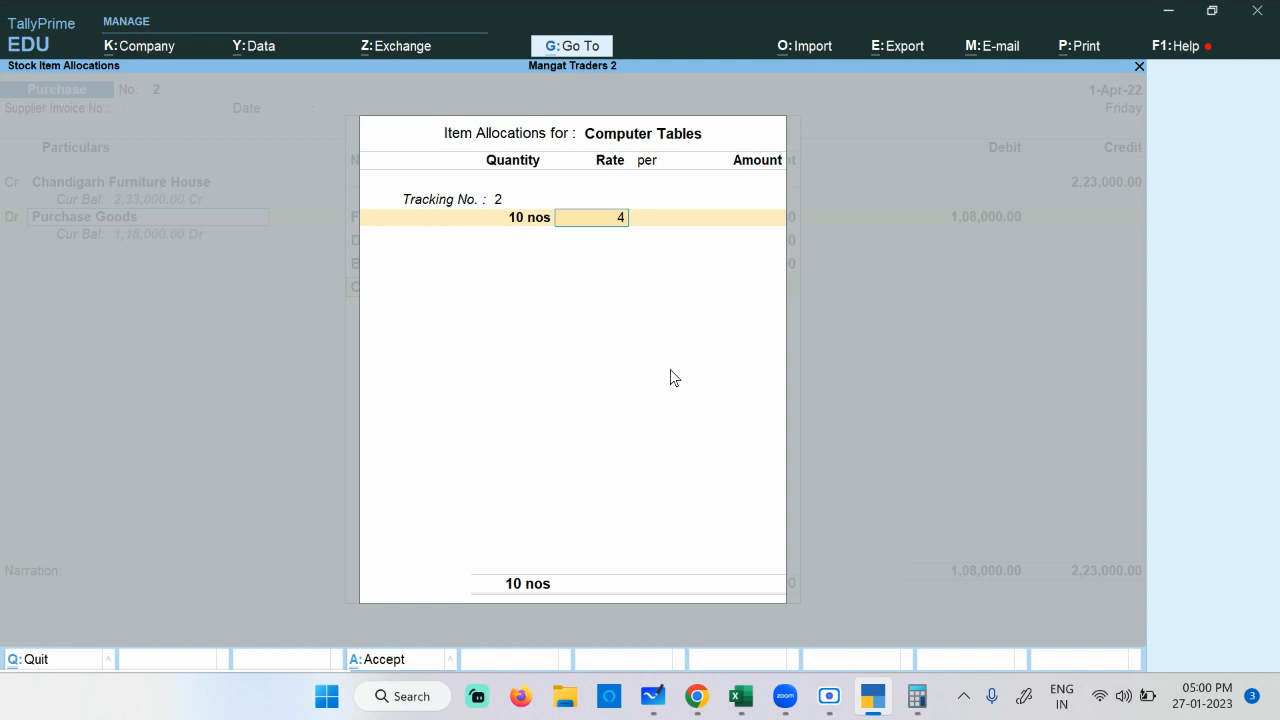 TallyPrime
EDU
MANAGE
K:Company
Y:Data
Z:Exchange
G:Go To
O:Import
E:Export
M:E-mail
P:Print
F1:Help
Stock Item Allocations
Mangat Traders 2
Purchase No. 2
1-Apr-22
Supplier Invoice No.:
Date :
Friday
Particulars
Debit
Credit
Cr Chandigarh Furniture House
2,23,000.00
Cur Bal: 2,33,000.00 Cr
Dr Purchase Goods
1,08,000.00
Cur Bal: 1,18,000.00 Dr
Item Allocations for : Computer Tables
Quantity Rate per Amount
Tracking No. : 2
10 nos 4
10 nos
Narration:
1,08,000.00
2,23,000.00
Q:Quit
A:Accept
Search
zoom
ENG
IN
05:00 PM
27-01-2023
3